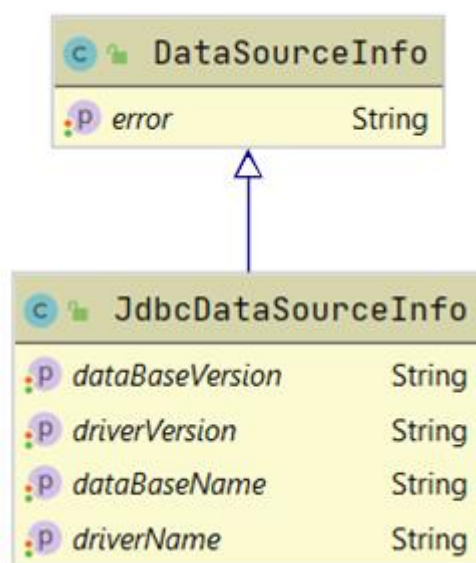 C DataSourceInfo
p error String
C JdbcDataSourceInfo
p dataBaseVersion String
p driverVersion String
p dataBaseName String
p driverName String